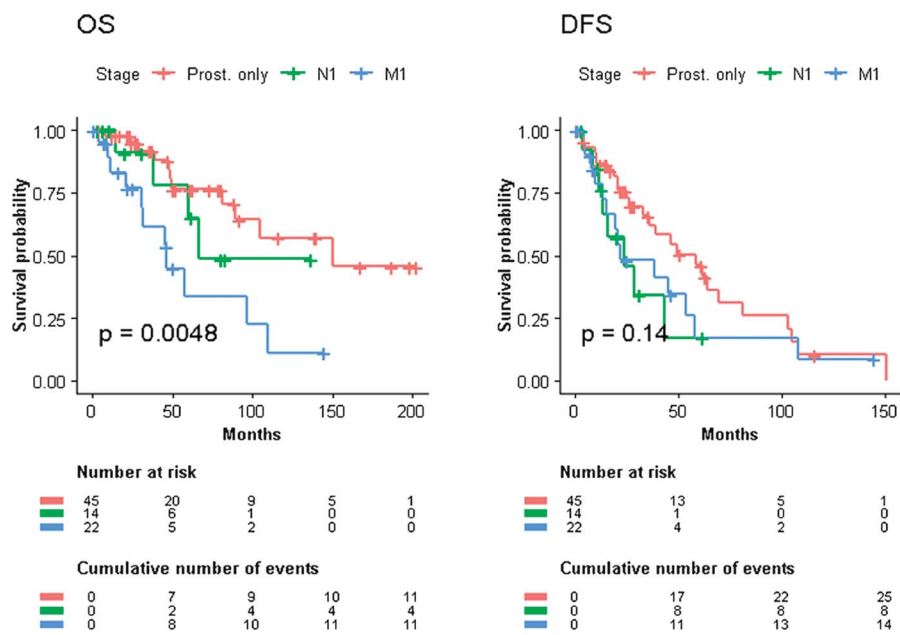 OS
Stage Prost. only N1 M1
1.00
0.75
0.50
0.25
0.00
Survival probability
p = 0.0048
0 50 100 150 200
Months
Number at risk
45 20 9 5 1
14 6 1 0 0
22 5 2 0 0
Cumulative number of events
0 7 9 10 11
0 2 4 4 4
0 8 10 11 11
DFS
Stage Prost. only N1 M1
1.00
0.75
0.50
0.25
0.00
Survival probability
p = 0.14
0 50 100 150
Months
Number at risk
45 13 5 1
14 1 0 0
22 4 2 0
Cumulative number of events
0 17 22 25
0 8 8 8
0 11 13 14